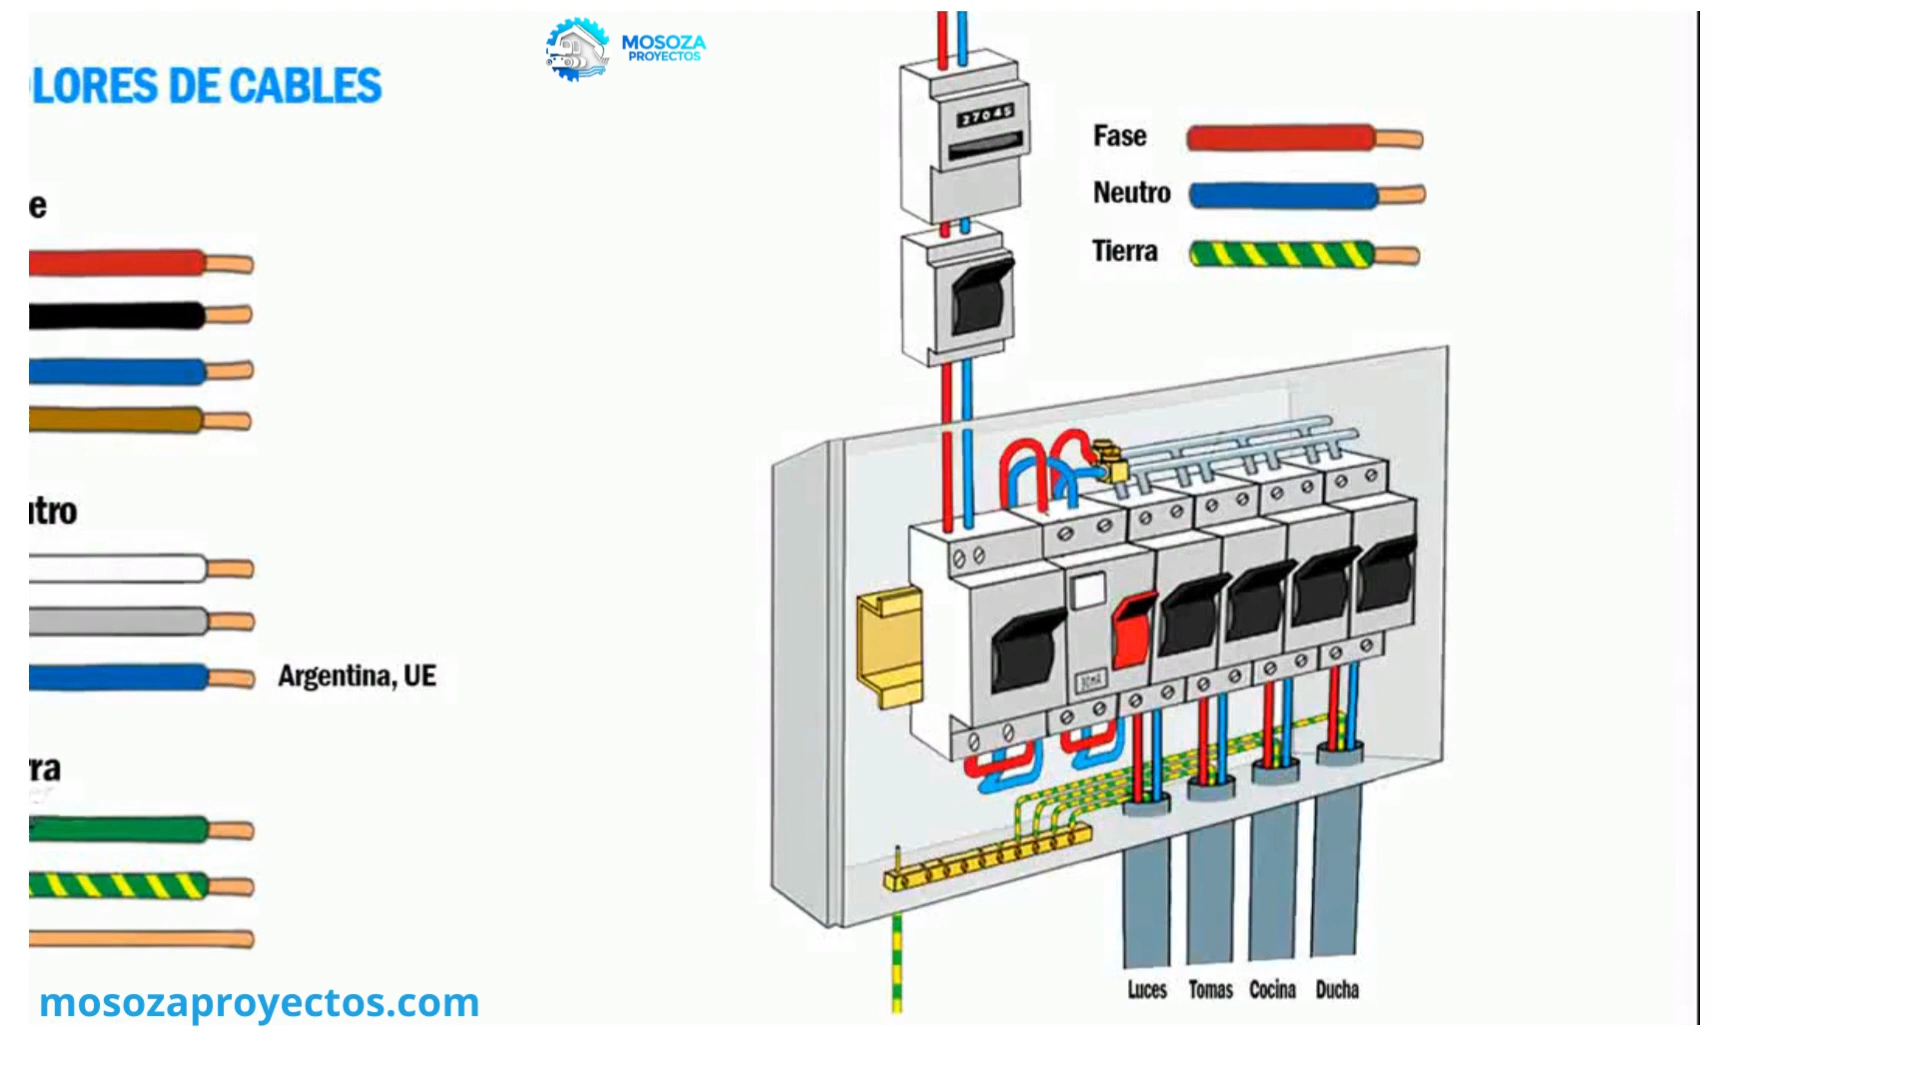 MOSOZA
PROYECTOS
LORES DE CABLES
e
Argentina, UE
tro
ra
27045
Fase
Neutro
Tierra
30mA
Luces
Tomas
Cocina
Ducha
mosozaproyectos.com